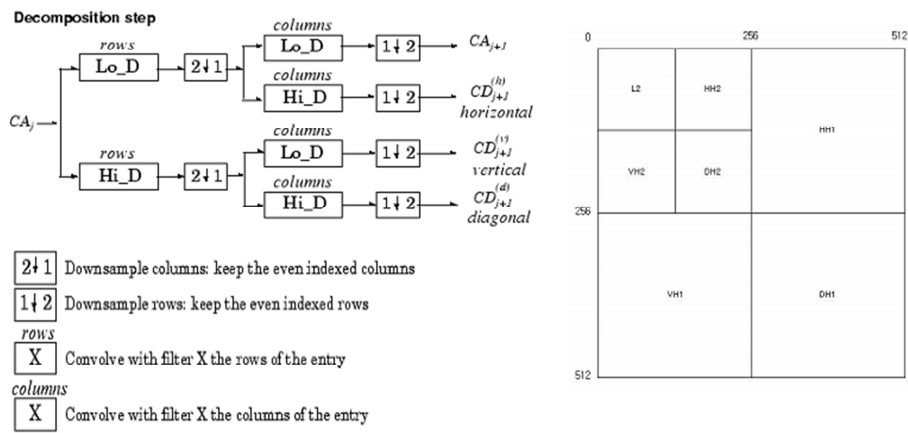 Decomposition step
columns
rows
Lo_D
1↓2
CA_{j+1}
Lo_D
2↓1
columns
Hi_D
1↓2
CD_{j+1}^{(h)}
horizontal
CA_j
columns
rows
Lo_D
1↓2
CD_{j+1}^{(v)}
vertical
Hi_D
2↓1
columns
Hi_D
1↓2
CD_{j+1}^{(d)}
diagonal
2↓1 Downsample columns: keep the even indexed columns
1↓2 Downsample rows: keep the even indexed rows
rows
X Convolve with filter X the rows of the entry
columns
X Convolve with filter X the columns of the entry
0 256 512
L2 HH2
HH1
VH2 DH2
256
VH1 DH1
512